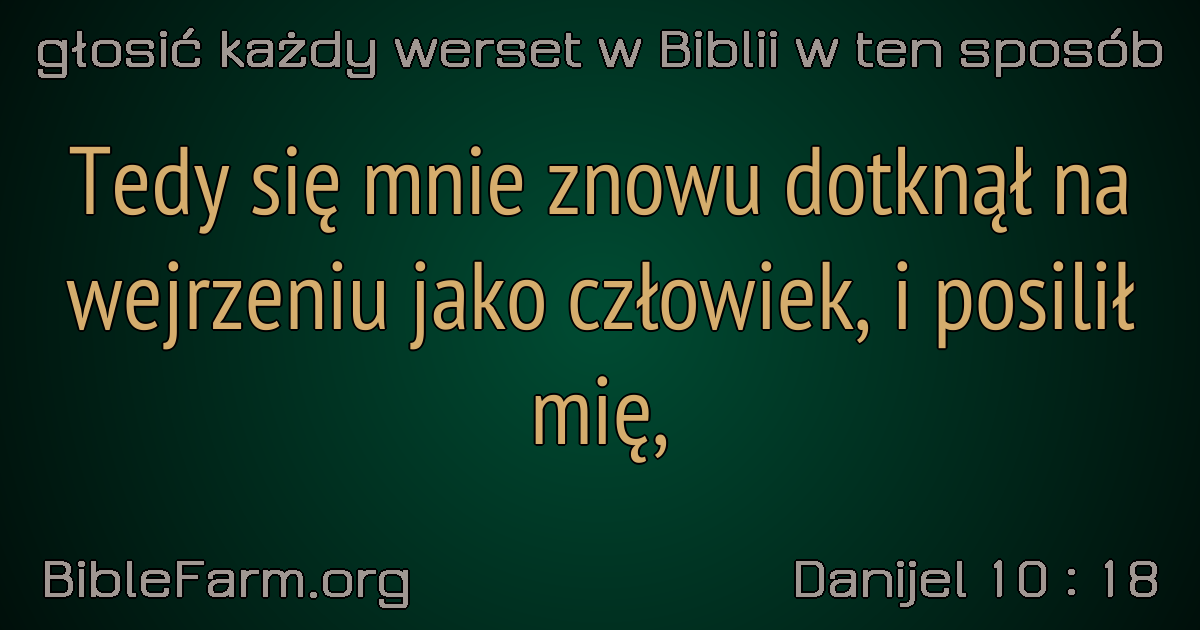 głosić każdy werset w Biblii w ten sposób
Tedy się mnie znowu dotknął na
wejrzeniu jako człowiek, i posilił
mię,
BibleFarm.org
Danijel 10 : 18